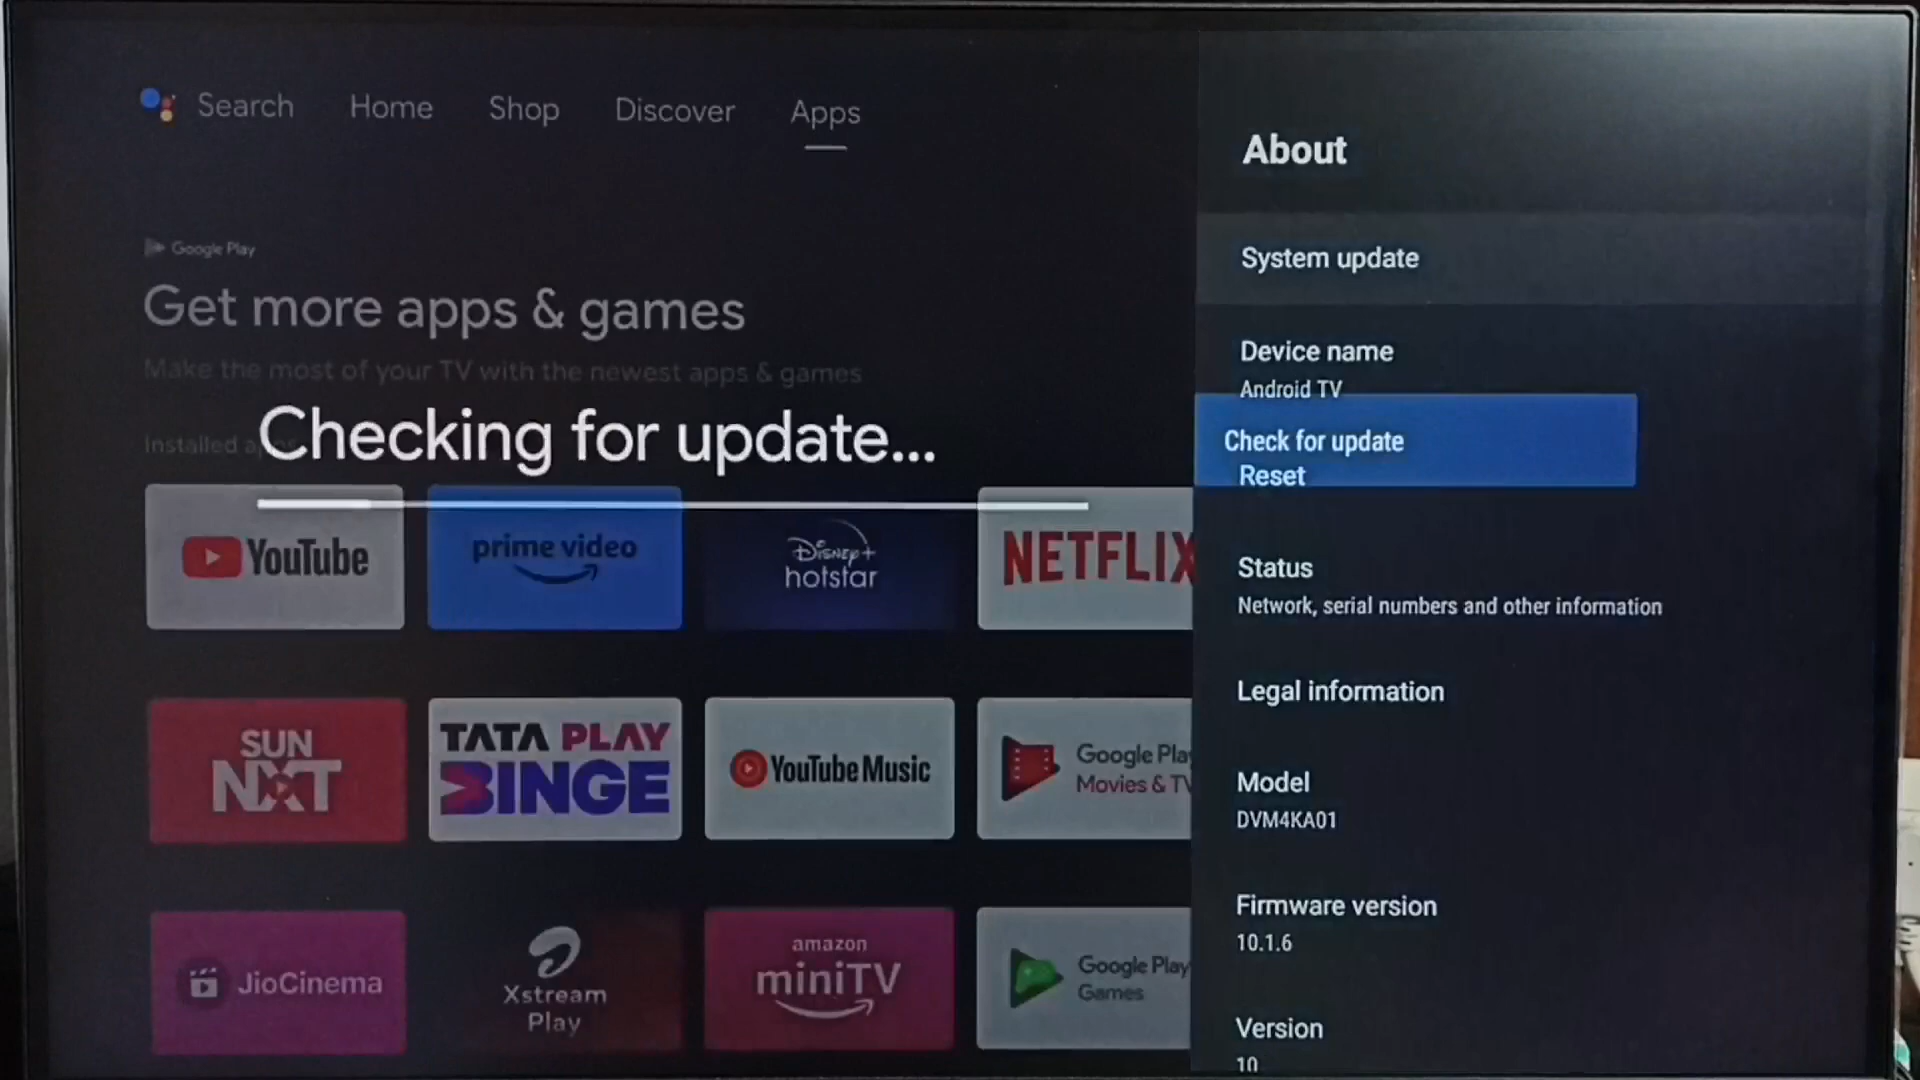 Search Home Shop Discover Apps
Google Play
Get more apps & games
Make the most of your TV with the newest apps & games
Installed
Checking for update...
YouTube
prime video
Disney+
hotstar
NETFLIX
SUN
NXT
TATA PLAY
BINGE
YouTube Music
Google Play
Movies & TV
JioCinema
Xstream
Play
amazon
miniTV
Google Play
Games
About
System update
Device name
Android TV
Check for update
Reset
Status
Network, serial numbers and other information
Legal information
Model
DVM4KA01
Firmware version
10.1.6
Version
10